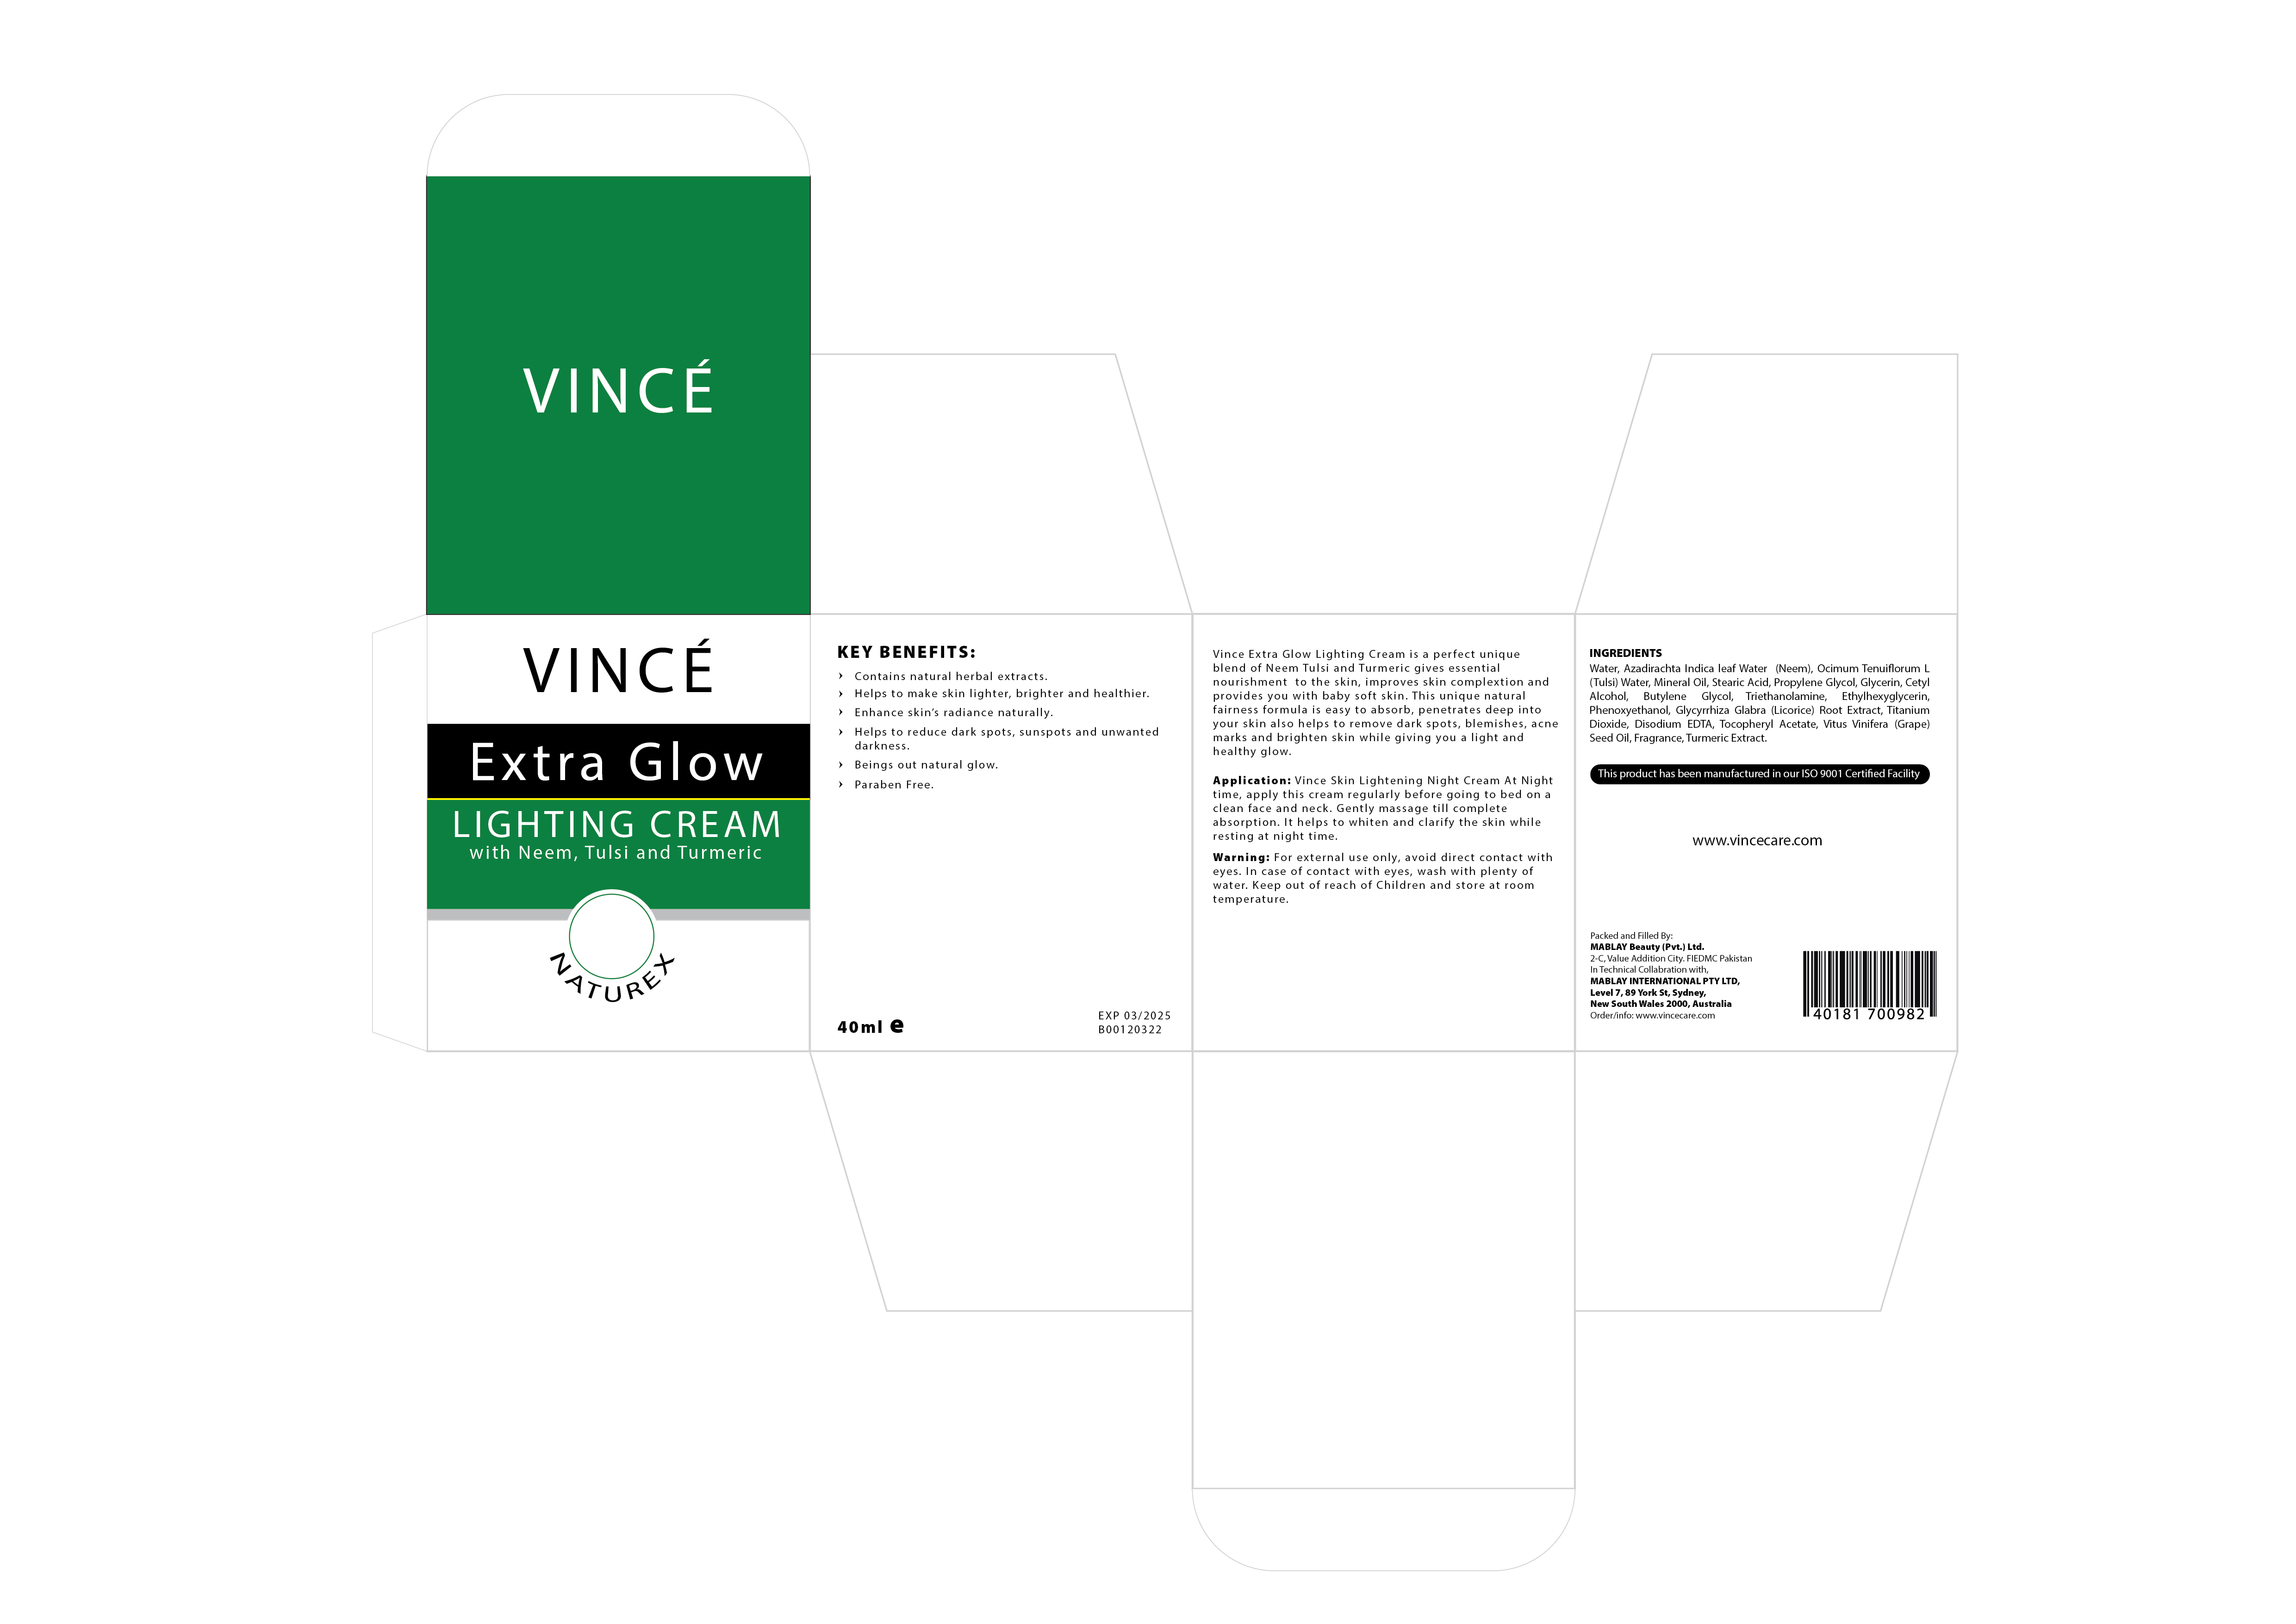 VINCÉ
VINCÉ
Extra Glow
LIGHTING CREAM
with Neem, Tulsi and Turmeric
NATUREX
KEY BENEFITS:
› Contains natural herbal extracts.
› Helps to make skin lighter, brighter and healthier.
› Enhance skin's radiance naturally.
› Helps to reduce dark spots, sunspots and unwanted
darkness.
› Beings out natural glow.
› Paraben Free.
40ml e
EXP 03/2025
B00120322
Vince Extra Glow Lighting Cream is a perfect unique
blend of Neem Tulsi and Turmeric gives essential
nourishment to the skin, improves skin complextion and
provides you with baby soft skin. This unique natural
fairness formula is easy to absorb, penetrates deep into
your skin also helps to remove dark spots, blemishes, acne
marks and brighten skin while giving you a light and
healthy glow.
Application: Vince Skin Lightening Night Cream At Night
time, apply this cream regularly before going to bed on a
clean face and neck. Gently massage till complete
absorption. It helps to whiten and clarify the skin while
resting at night time.
Warning: For external use only, avoid direct contact with
eyes. In case of contact with eyes, wash with plenty of
water. Keep out of reach of Children and store at room
temperature.
INGREDIENTS
Water, Azadirachta Indica leaf Water (Neem), Ocimum Tenuiflorum L
(Tulsi) Water, Mineral Oil, Stearic Acid, Propylene Glycol, Glycerin, Cetyl
Alcohol, Butylene Glycol, Triethanolamine, Ethylhexyglycerin,
Phenoxyethanol, Glycyrrhiza Glabra (Licorice) Root Extract, Titanium
Dioxide, Disodium EDTA, Tocopheryl Acetate, Vitus Vinifera (Grape)
Seed Oil, Fragrance, Turmeric Extract.
This product has been manufactured in our ISO 9001 Certified Facility
www.vincecare.com
Packed and Filled By:
MABLAY Beauty (Pvt.) Ltd.
2-C, Value Addition City. FIEDMC Pakistan
In Technical Collabration with,
MABLAY INTERNATIONAL PTY LTD,
Level 7, 89 York St, Sydney,
New South Wales 2000, Australia
Order/info: www.vincecare.com
40181 700982